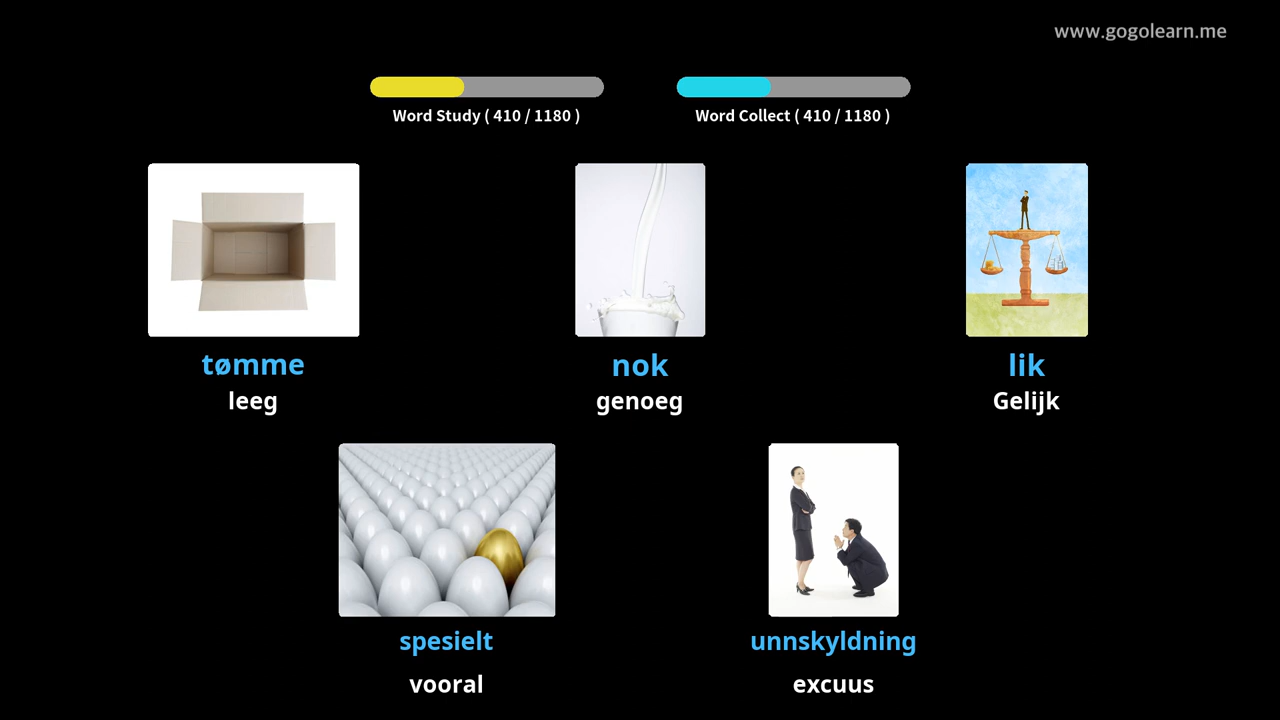 www.gogolearn.me
Word Study ( 410 / 1180 )
Word Collect ( 410 / 1180 )
tømme
leeg
nok
genoeg
lik
Gelijk
spesielt
vooral
unnskyldning
excuus